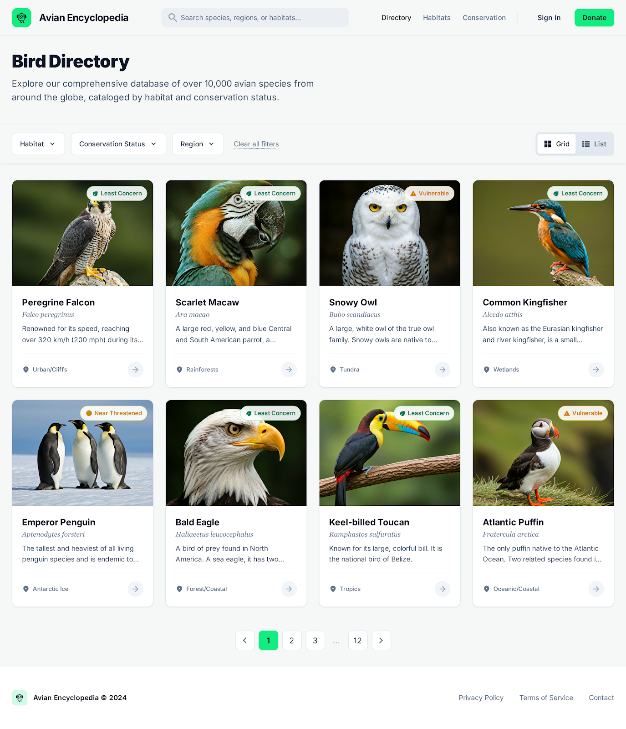 Avian Encyclopedia
Search species, regions, or habitats...
Directory
Habitats
Conservation
Sign In
Donate
Bird Directory
Explore our comprehensive database of over 10,000 avian species from
around the globe, cataloged by habitat and conservation status.
Habitat
Conservation Status
Region
Clear all filters
Grid
List
Least Concern
Peregrine Falcon
Falco peregrinus
Renowned for its speed, reaching
over 320 km/h (200 mph) during its...
Urban/Cliffs
Least Concern
Scarlet Macaw
Ara macao
A large red, yellow, and blue Central
and South American parrot, a...
Rainforests
Vulnerable
Snowy Owl
Bubo scandiacus
A large, white owl of the true owl
family. Snowy owls are native to...
Tundra
Least Concern
Common Kingfisher
Alcedo atthis
Also known as the Eurasian kingfisher
and river kingfisher, is a small...
Wetlands
Near Threatened
Emperor Penguin
Aptenodytes forsteri
The tallest and heaviest of all living
penguin species and is endemic to...
Antarctic Ice
Least Concern
Bald Eagle
Haliaeetus leucocephalus
A bird of prey found in North
America. A sea eagle, it has two...
Forest/Coastal
Least Concern
Keel-billed Toucan
Ramphastos sulfuratus
Known for its large, colorful bill. It is
the national bird of Belize.
Tropics
Vulnerable
Atlantic Puffin
Fratercula arctica
The only puffin native to the Atlantic
Ocean. Two related species found i...
Oceanic/Coastal
1
2
3
...
12
Avian Encyclopedia © 2024
Privacy Policy
Terms of Service
Contact